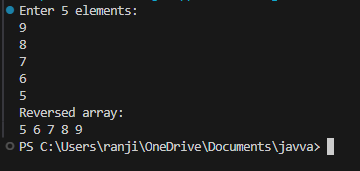 Enter 5 elements:
9
8
7
6
5
Reversed array:
5 6 7 8 9
PS C:\Users\ranji\OneDrive\Documents\javva>